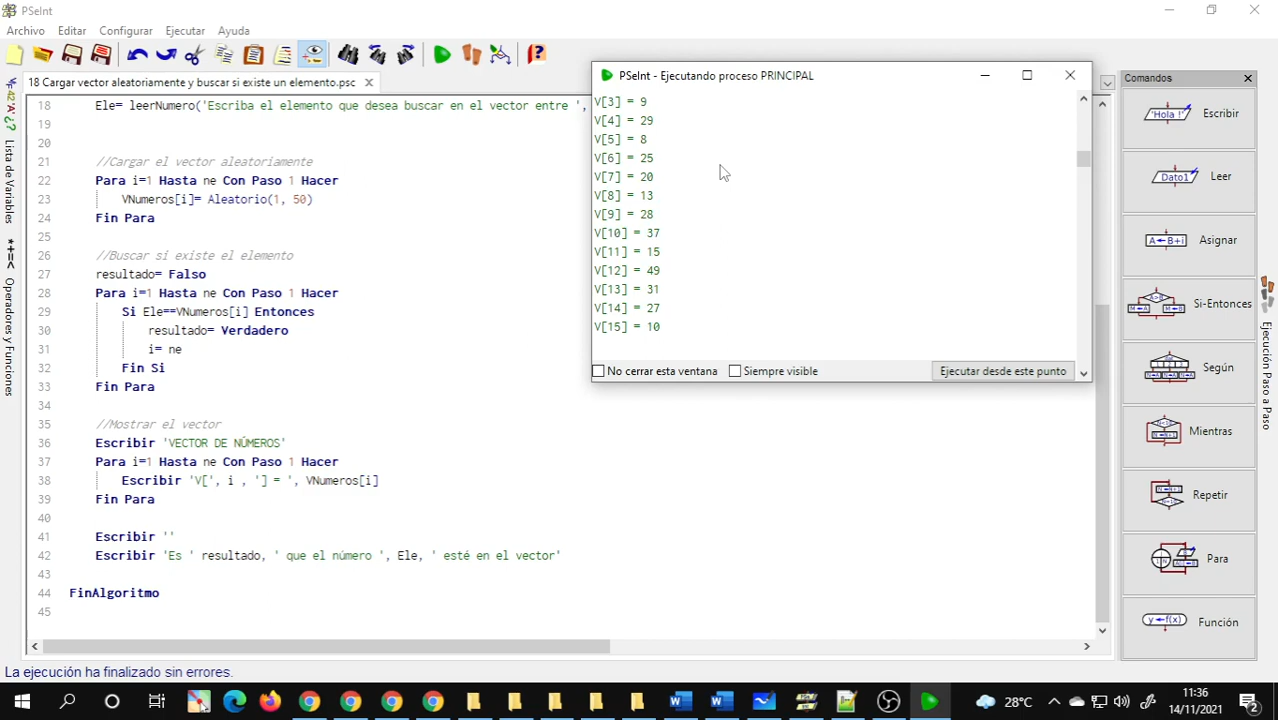 PSeInt
Archivo Editar Configurar Ejecutar Ayuda
18 Cargar vector aleatoriamente y buscar si existe un elemento.psc
Lista de Variables
Operadores y Funciones
18 Ele= leerNumero('Escriba el elemento que desea buscar en el vector entre ',
19
20
21 //Cargar el vector aleatoriamente
22 Para i=1 Hasta ne Con Paso 1 Hacer
23 VNumeros[i]= Aleatorio(1, 50)
24 Fin Para
25
26 //Buscar si existe el elemento
27 resultado= Falso
28 Para i=1 Hasta ne Con Paso 1 Hacer
29 Si Ele==VNumeros[i] Entonces
30 resultado= Verdadero
31 i= ne
32 Fin Si
33 Fin Para
34
35 //Mostrar el vector
36 Escribir 'VECTOR DE NÚMEROS'
37 Para i=1 Hasta ne Con Paso 1 Hacer
38 Escribir 'V[', i , '] = ', VNumeros[i]
39 Fin Para
40
41 Escribir ''
42 Escribir 'Es ' resultado, ' que el número ', Ele, ' esté en el vector'
43
44 FinAlgoritmo
45
PSeInt - Ejecutando proceso PRINCIPAL
V[3] = 9
V[4] = 29
V[5] = 8
V[6] = 25
V[7] = 20
V[8] = 13
V[9] = 28
V[10] = 37
V[11] = 15
V[12] = 49
V[13] = 31
V[14] = 27
V[15] = 10
No cerrar esta ventana Siempre visible Ejecutar desde este punto
Comandos
'Hola !' Escribir
Dato1 Leer
A←B+i Asignar
Si-Entonces
Según
Mientras
Repetir
Para
y←f(x) Función
Ejecución Paso a Paso
La ejecución ha finalizado sin errores.
28°C
11:36
14/11/2021
2